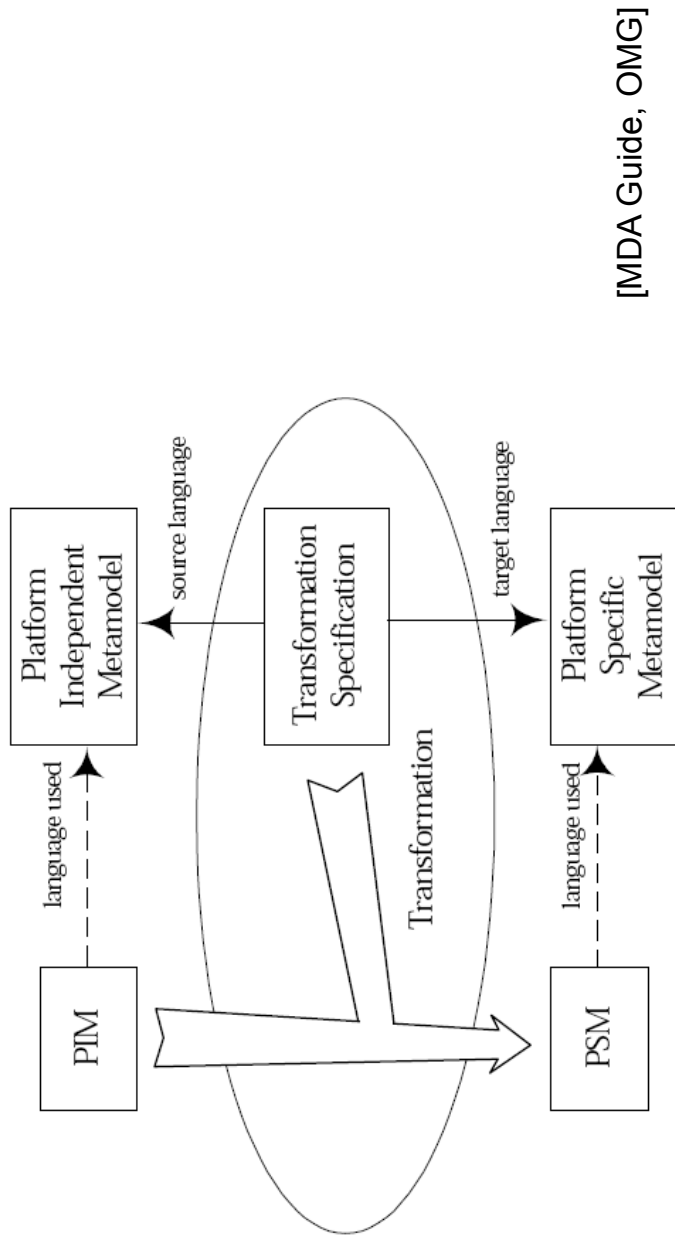 PIM
language used
Platform
Independent
Metamodel
source language
Transformation
Specification
Transformation
target language
PSM
language used
Platform
Specific
Metamodel
[MDA Guide, OMG]